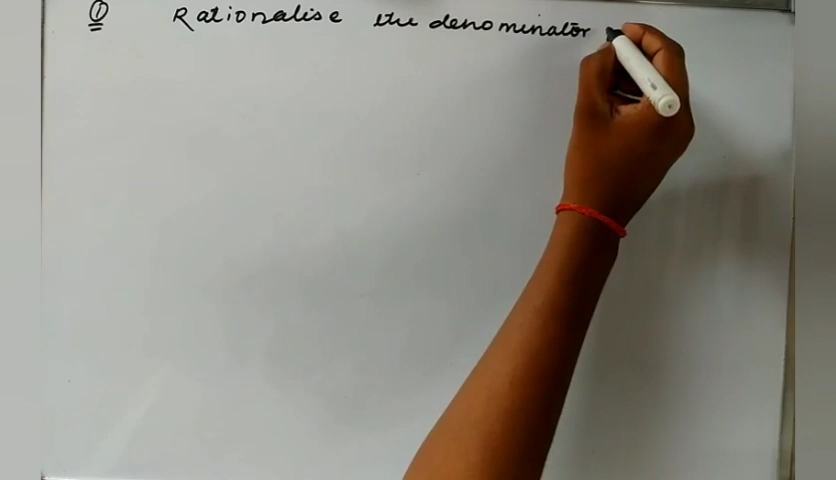 ① Rationalise the denominator